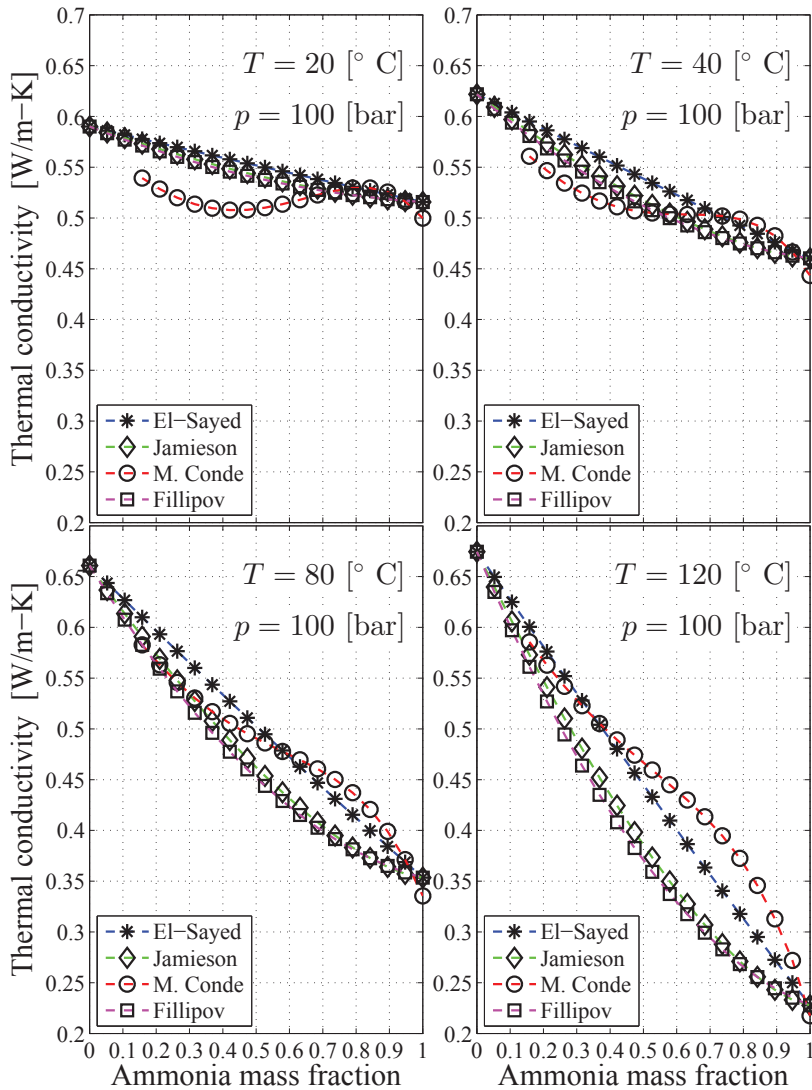 Thermal conductivity [W/m−K]
0.7
0.65
0.6
0.55
0.5
0.45
0.4
0.35
0.3
0.25
0.2
T = 20 [° C]
p = 100 [bar]
El−Sayed
Jamieson
M. Conde
Fillipov
0.7
0.65
0.6
0.55
0.5
0.45
0.4
0.35
0.3
0.25
0.2
T = 40 [° C]
p = 100 [bar]
El−Sayed
Jamieson
M. Conde
Fillipov
Thermal conductivity [W/m−K]
0.65
0.6
0.55
0.5
0.45
0.4
0.35
0.3
0.25
0.2
T = 80 [° C]
p = 100 [bar]
El−Sayed
Jamieson
M. Conde
Fillipov
0 0.1 0.2 0.3 0.4 0.5 0.6 0.7 0.8 0.9 1
Ammonia mass fraction
0.65
0.6
0.55
0.5
0.45
0.4
0.35
0.3
0.25
0.2
T = 120 [° C]
p = 100 [bar]
El−Sayed
Jamieson
M. Conde
Fillipov
0 0.1 0.2 0.3 0.4 0.5 0.6 0.7 0.8 0.9 1
Ammonia mass fraction